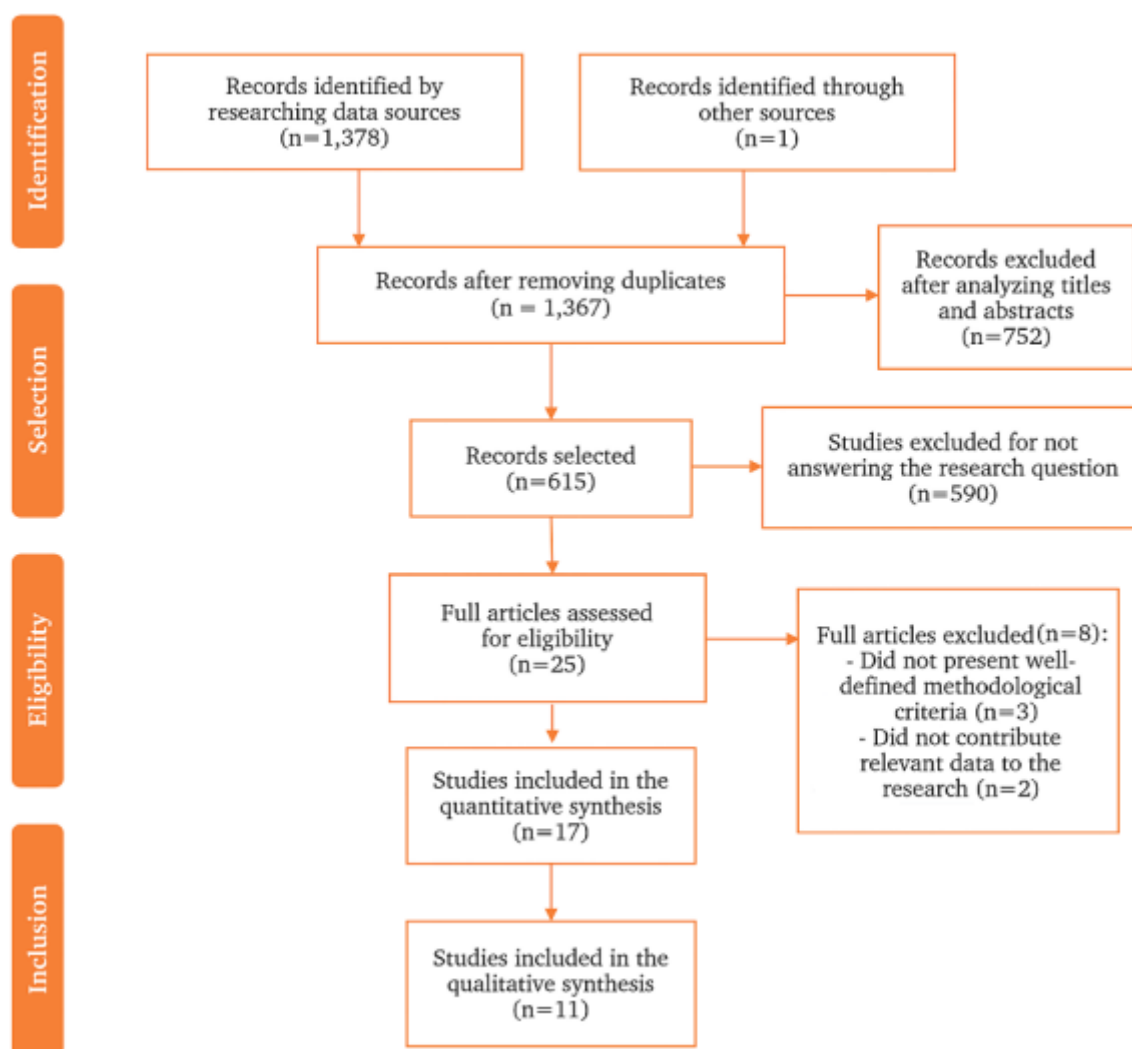 Identification
Records identified by
researching data sources
(n=1,378)
Records identified through
other sources
(n=1)
Records after removing duplicates
(n = 1,367)
Records excluded
after analyzing titles
and abstracts
(n=752)
Selection
Records selected
(n=615)
Studies excluded for not
answering the research question
(n=590)
Eligibility
Full articles assessed
for eligibility
(n=25)
Full articles excluded (n=8):
- Did not present well-
defined methodological
criteria (n=3)
- Did not contribute
relevant data to the
research (n=2)
Studies included in the
quantitative synthesis
(n=17)
Inclusion
Studies included in the
qualitative synthesis
(n=11)